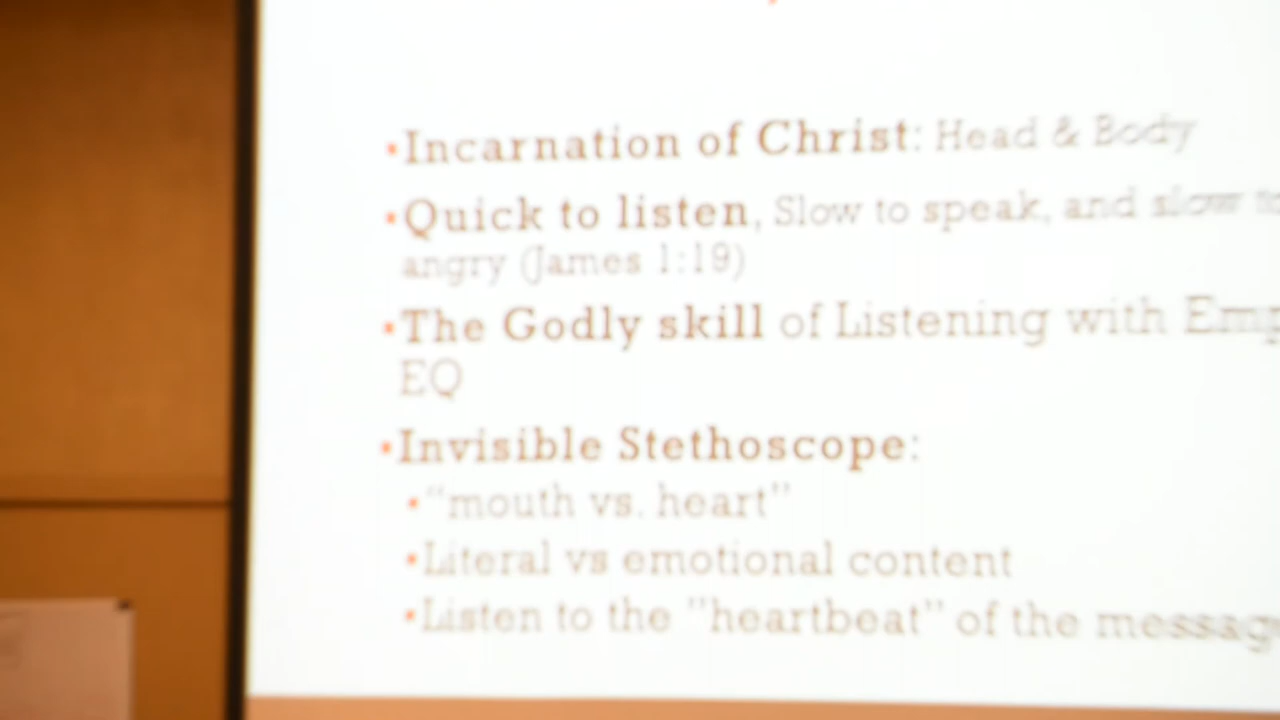 •Incarnation of Christ: Head & Body
•Quick to listen, Slow to speak, and slow to
angry (James 1:19)
•The Godly skill of Listening with
EQ
•Invisible Stethoscope:
•“mouth vs. heart”
•Literal vs emotional content
•Listen to the ”heartbeat” of the